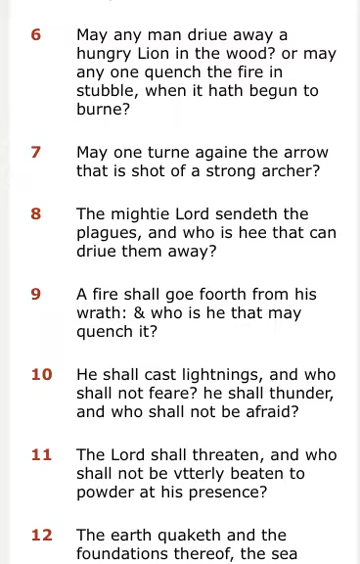 6 May any man driue away a
hungry Lion in the wood? or may
any one quench the fire in
stubble, when it hath begun to
burne?
7 May one turne againe the arrow
that is shot of a strong archer?
8 The mightie Lord sendeth the
plagues, and who is hee that can
driue them away?
9 A fire shall goe foorth from his
wrath: & who is he that may
quench it?
10 He shall cast lightnings, and who
shall not feare? he shall thunder,
and who shall not be afraid?
11 The Lord shall threaten, and who
shall not be vtterly beaten to
powder at his presence?
12 The earth quaketh and the
foundations thereof, the sea